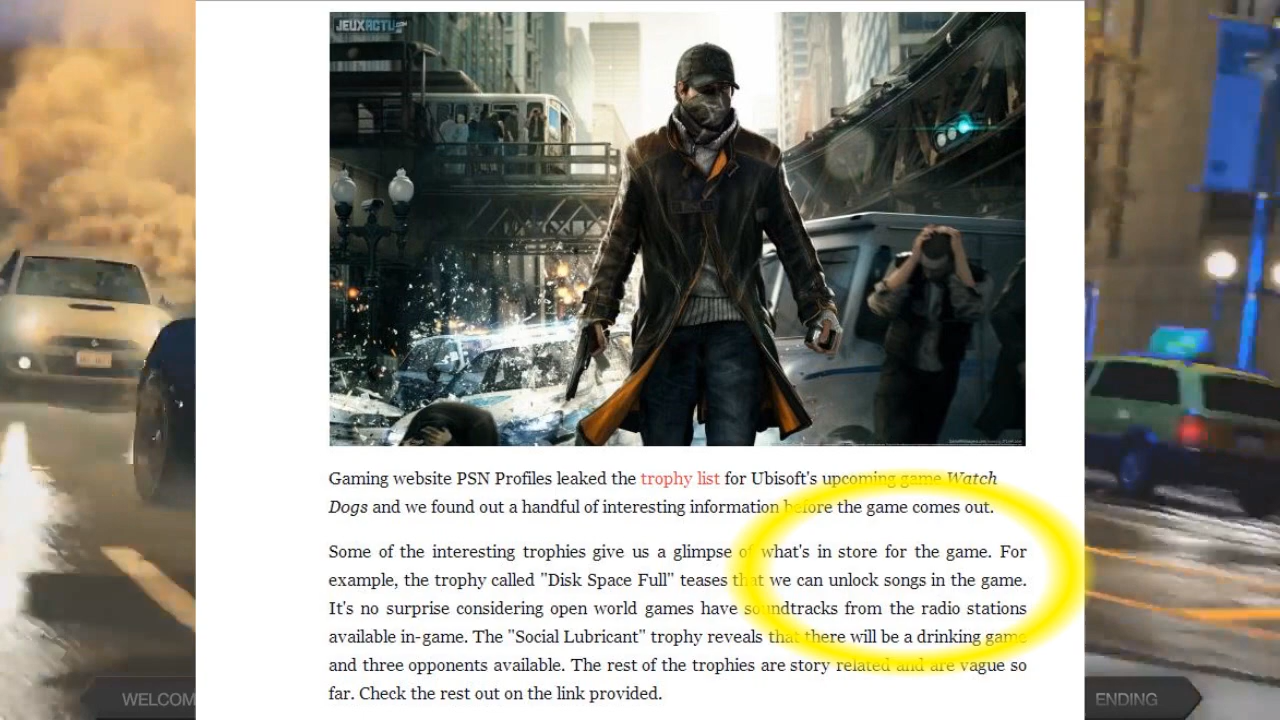 JEUXACTU.COM
Gaming website PSN Profiles leaked the trophy list for Ubisoft's upcoming game Watch
Dogs and we found out a handful of interesting information before the game comes out.
Some of the interesting trophies give us a glimpse of what's in store for the game. For
example, the trophy called "Disk Space Full" teases that we can unlock songs in the game.
It's no surprise considering open world games have soundtracks from the radio stations
available in-game. The "Social Lubricant" trophy reveals that there will be a drinking game
and three opponents available. The rest of the trophies are story related and are vague so
far. Check the rest out on the link provided.
WELCOM
ENDING